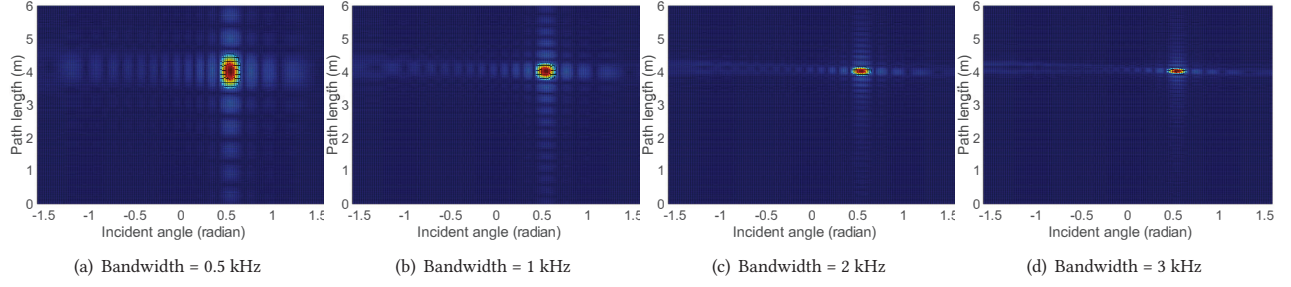 6
5
4
3
2
1
0
Path length (m)
-1.5 -1 -0.5 0 0.5 1 1.5
Incident angle (radian)
(a) Bandwidth = 0.5 kHz
6
5
4
3
2
1
0
Path length (m)
-1.5 -1 -0.5 0 0.5 1 1.5
Incident angle (radian)
(b) Bandwidth = 1 kHz
6
5
4
3
2
1
0
Path length (m)
-1.5 -1 -0.5 0 0.5 1 1.5
Incident angle (radian)
(c) Bandwidth = 2 kHz
6
5
4
3
2
1
0
Path length (m)
-1.5 -1 -0.5 0 0.5 1 1.5
Incident angle (radian)
(d) Bandwidth = 3 kHz